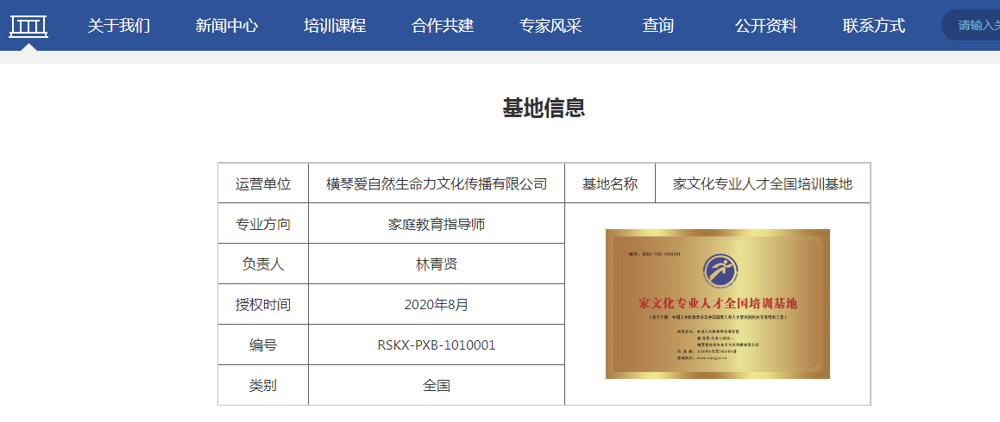 关于我们 新闻中心 培训课程 合作共建 专家风采 查询 公开资料 联系方式 请输入关
基地信息
运营单位 横琴爱自然生命力文化传播有限公司 基地名称 家文化专业人才全国培训基地
专业方向 家庭教育指导师
负责人 林青贤
授权时间 2020年8月
编号 RSKX-PXB-1010001
类别 全国
编号：RSKX-PXB-1010001
家文化专业人才全国培训基地